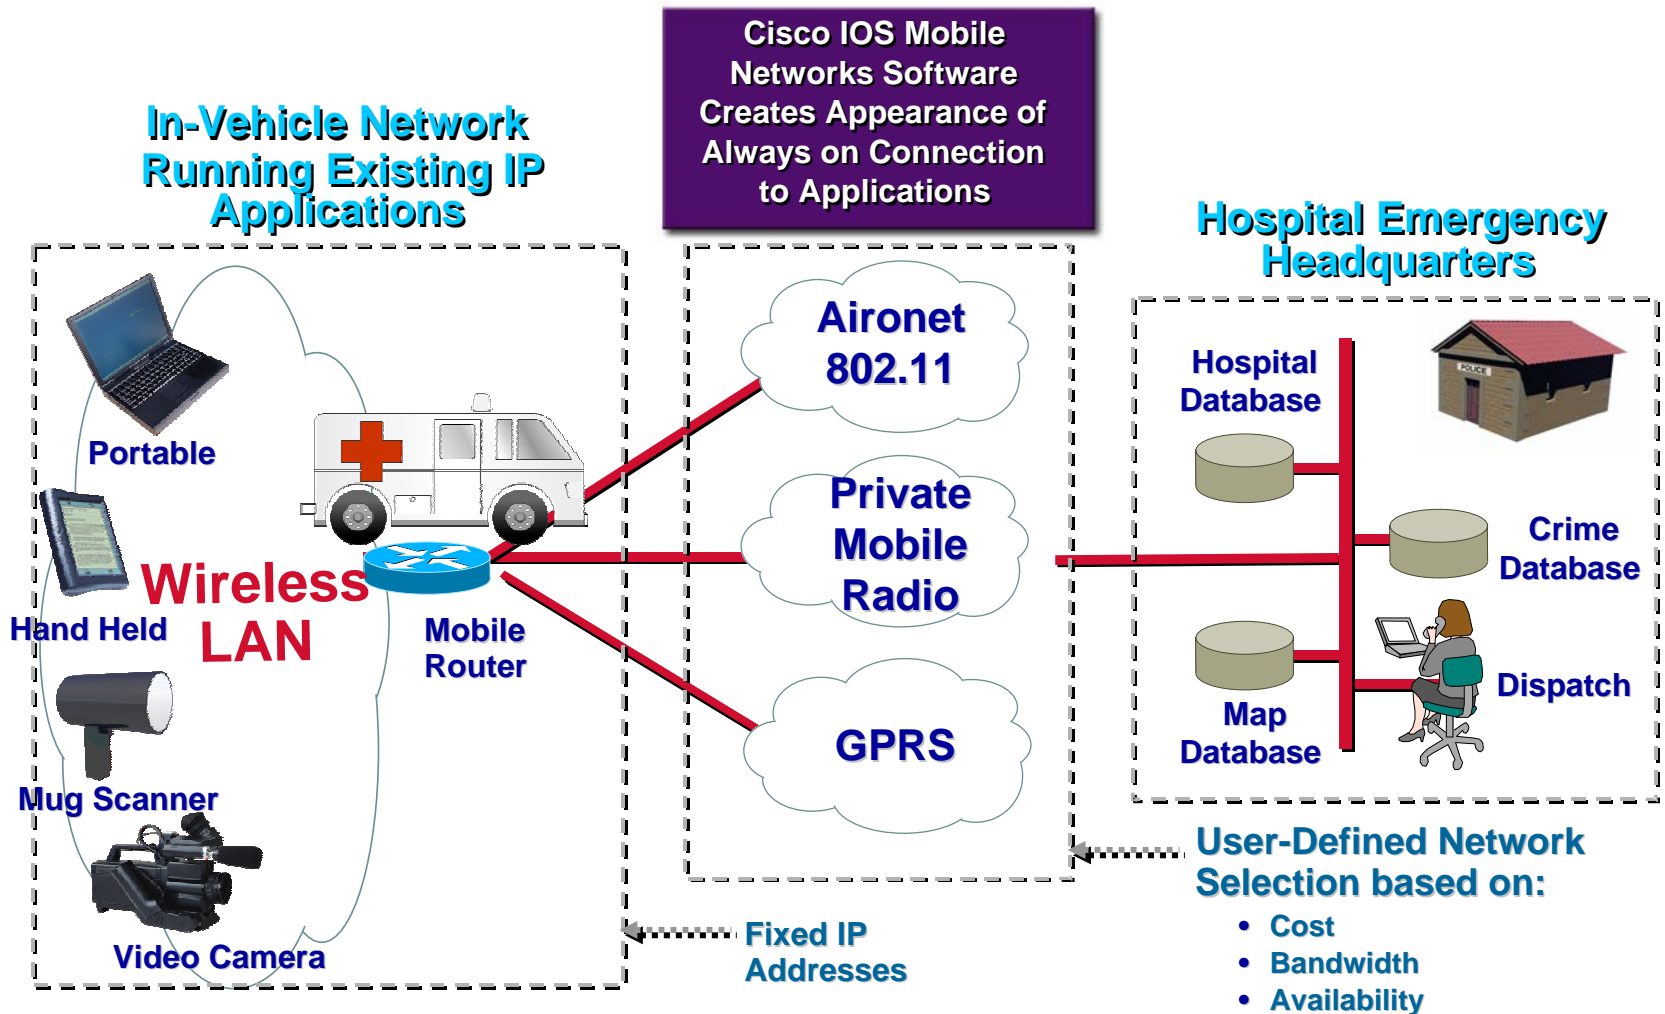 Cisco IOS Mobile
Networks Software
Creates Appearance of
Always on Connection
to Applications
In-Vehicle Network
Running Existing IP
Applications
Hospital Emergency
Headquarters
Portable
Hand Held
Wireless
LAN
Mug Scanner
Video Camera
Mobile
Router
Aironet
802.11
Private
Mobile
Radio
GPRS
Hospital
Database
POLICE
Crime
Database
Map
Database
Dispatch
Fixed IP
Addresses
User-Defined Network
Selection based on:
• Cost
• Bandwidth
• Availability